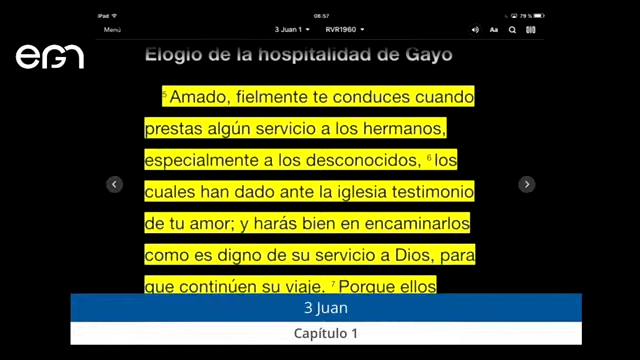 iPad
06:57
79 %
Menú
3 Juan 1
RVR1960
Aa
ERM
Elogio de la hospitalidad de Gayo
5 Amado, fielmente te conduces cuando
prestas algún servicio a los hermanos,
especialmente a los desconocidos, 6 los
cuales han dado ante la iglesia testimonio
de tu amor; y harás bien en encaminarlos
como es digno de su servicio a Dios, para
que continúen su viaje. 7 Porque ellos
3 Juan
Capítulo 1